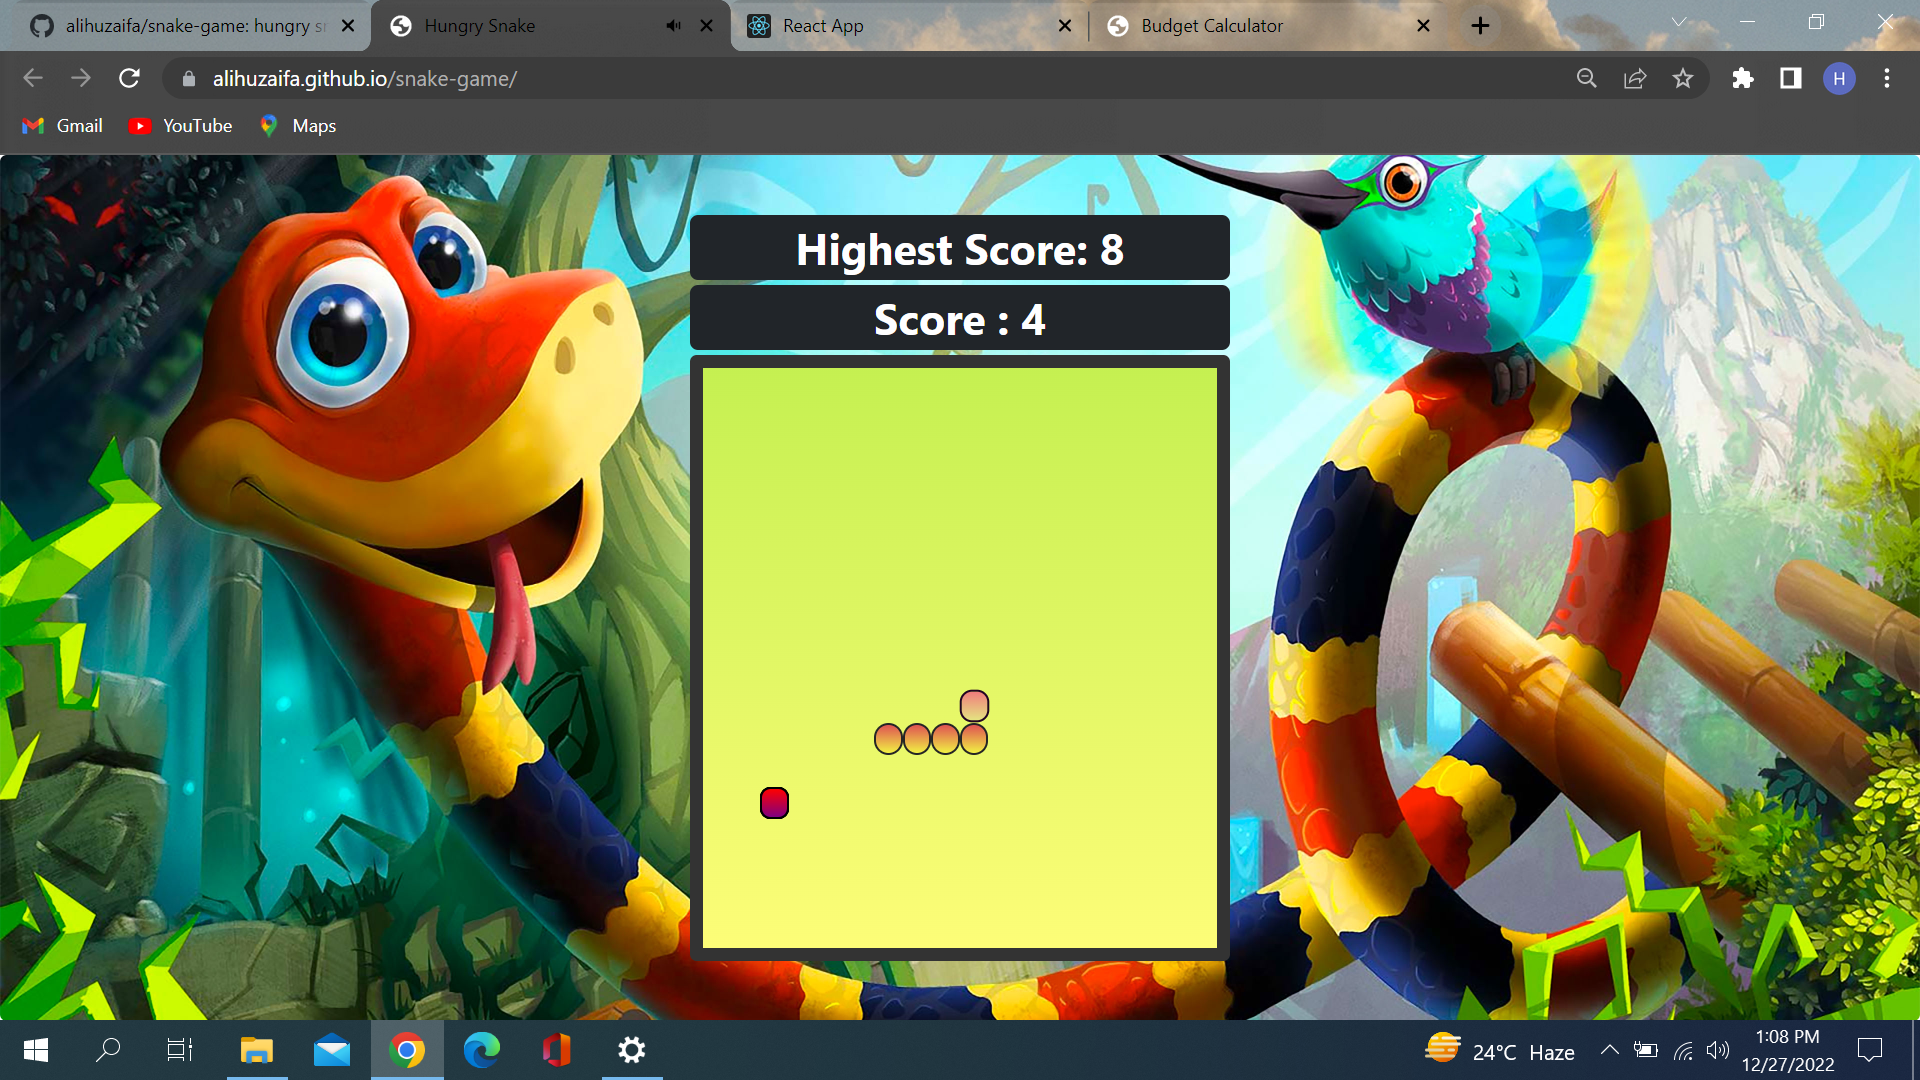 alihuzaifa/snake-game: hungry sn
Hungry Snake
React App
Budget Calculator
alihuzaifa.github.io/snake-game/
H
Gmail
YouTube
Maps
Highest Score: 8
Score : 4
24°C Haze
1:08 PM
12/27/2022